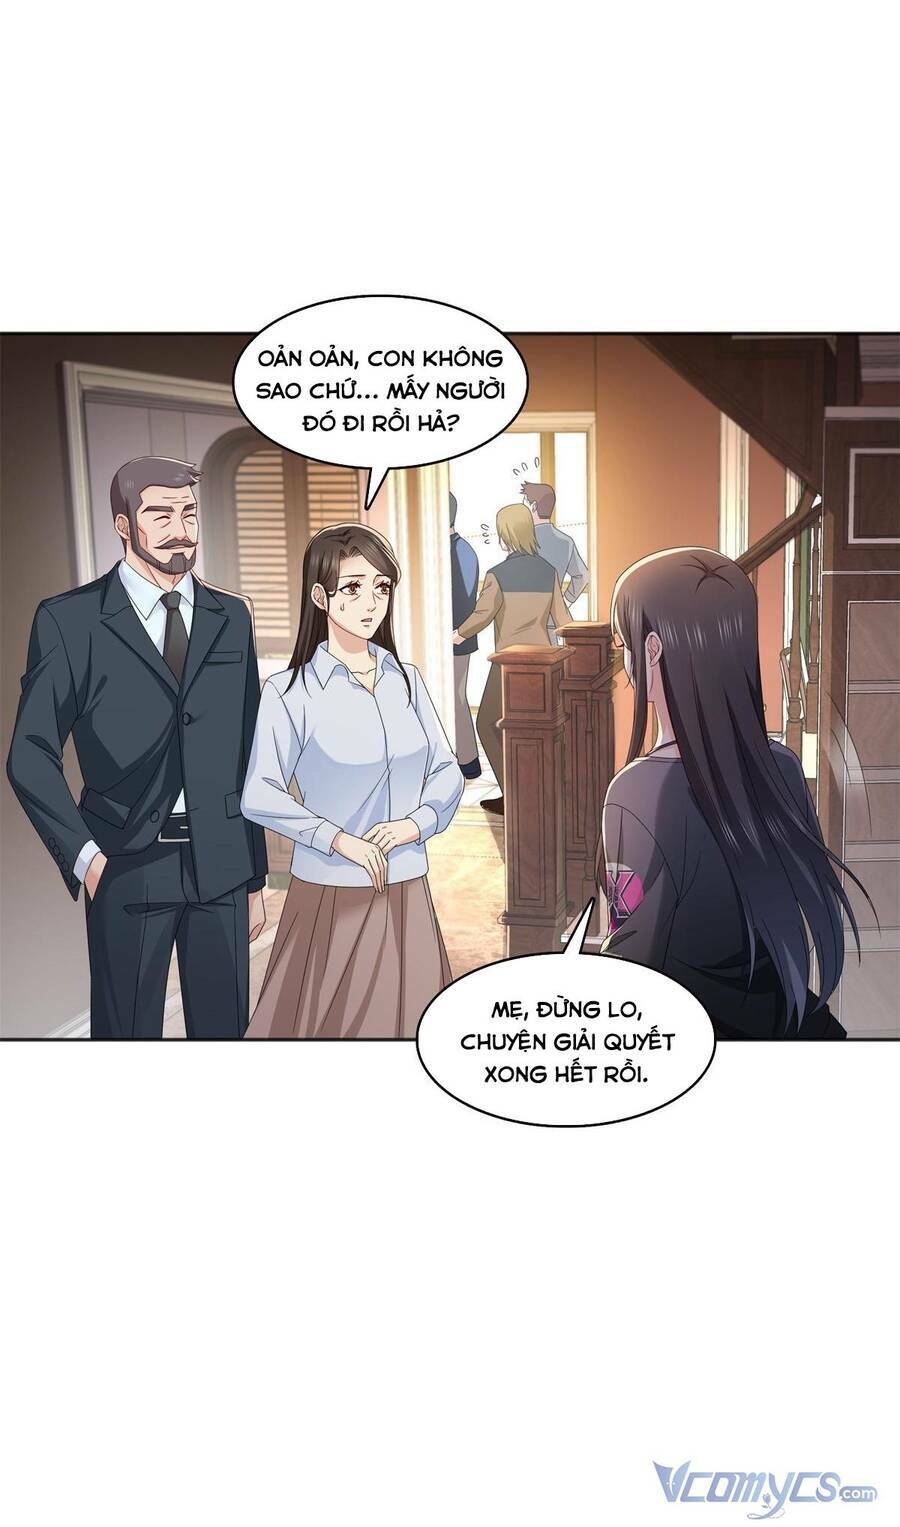 OẢN OẢN, CON KHÔNG
SAO CHỨ... MẤY NGƯỜI
ĐÓ ĐI RỒI HẢ?
MẸ, ĐỪNG LO,
CHUYỆN GIẢI QUYẾT
XONG HẾT RỒI.
VCOMYCS.com